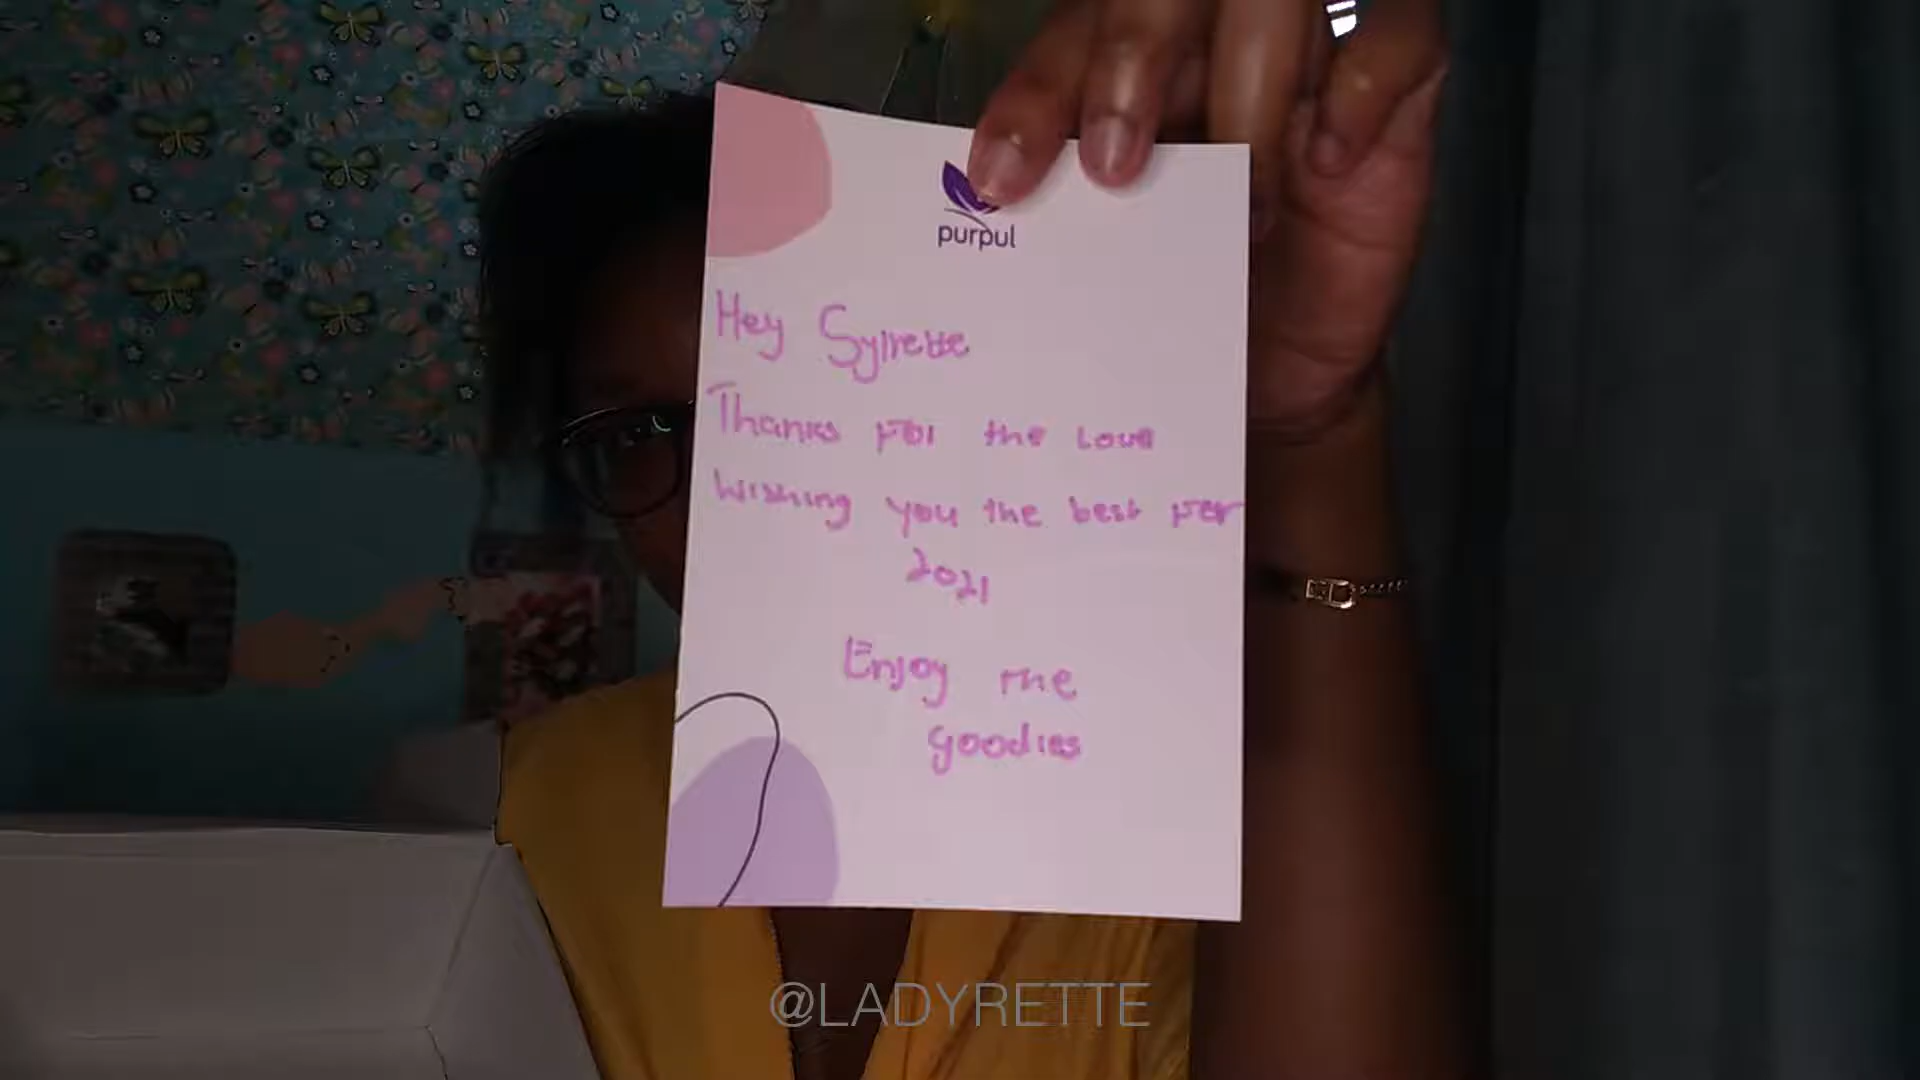 purpul
Hey Sylrette
Thanks for the Love
Wishing you the best for
2021
Enjoy the
goodies
@LADYRETTE